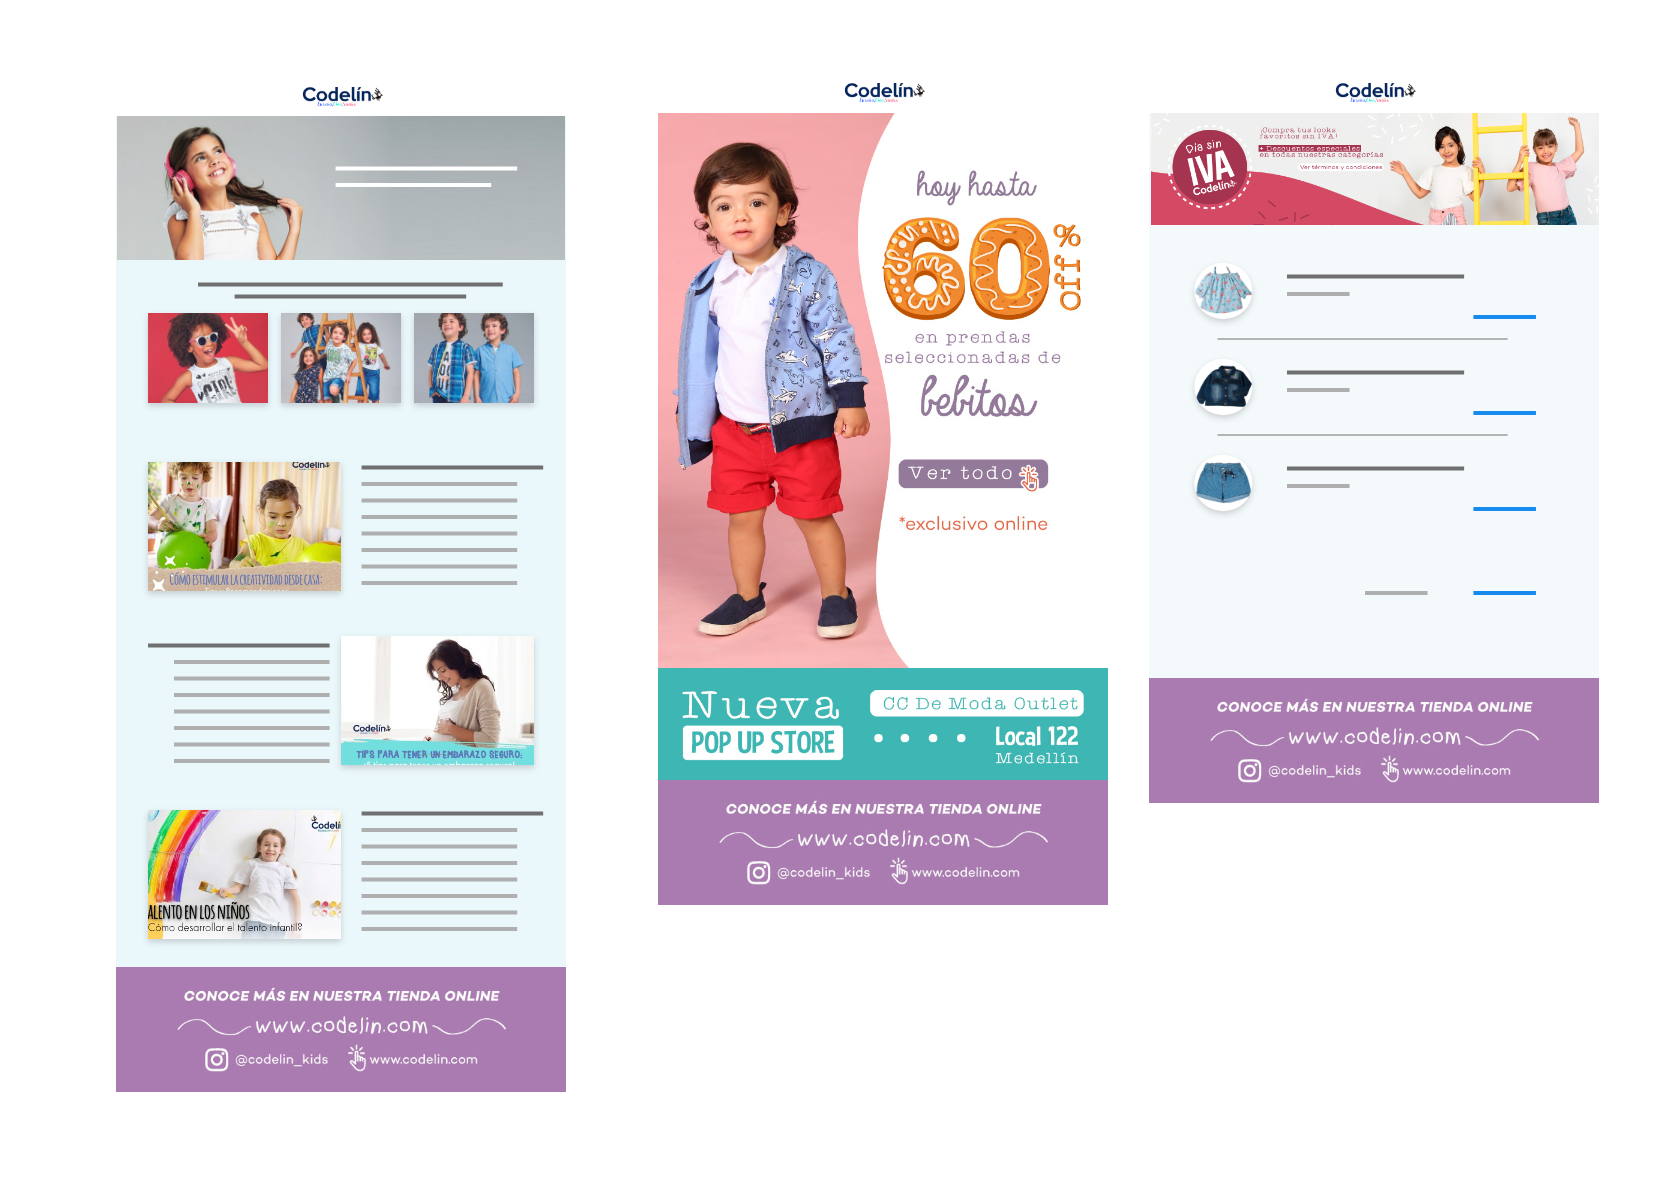 Codelín
Codelín
CÓMO ESTIMULAR LA CREATIVIDAD DESDE CASA:
Codelín
TIPS PARA TENER UN EMBARAZO SEGURO:
Codelín
ALENTO EN LOS NIÑOS
Cómo desarrollar el talento infantil?
CONOCE MÁS EN NUESTRA TIENDA ONLINE
www.codelin.com
@codelin_kids www.codelin.com
Codelín
hoy hasta
60% off
en prendas
seleccionadas de
bebitos
Ver todo
*exclusivo online
Nueva
POP UP STORE
CC De Moda Outlet
Local 122
Medellín
CONOCE MÁS EN NUESTRA TIENDA ONLINE
www.codelin.com
@codelin_kids www.codelin.com
Codelín
Día sin
IVA
Codelín
¡Compra tus looks
favoritos sin IVA!
+ Descuentos especiales
en todas nuestras categorías
Ver términos y condiciones
CONOCE MÁS EN NUESTRA TIENDA ONLINE
www.codelin.com
@codelin_kids www.codelin.com